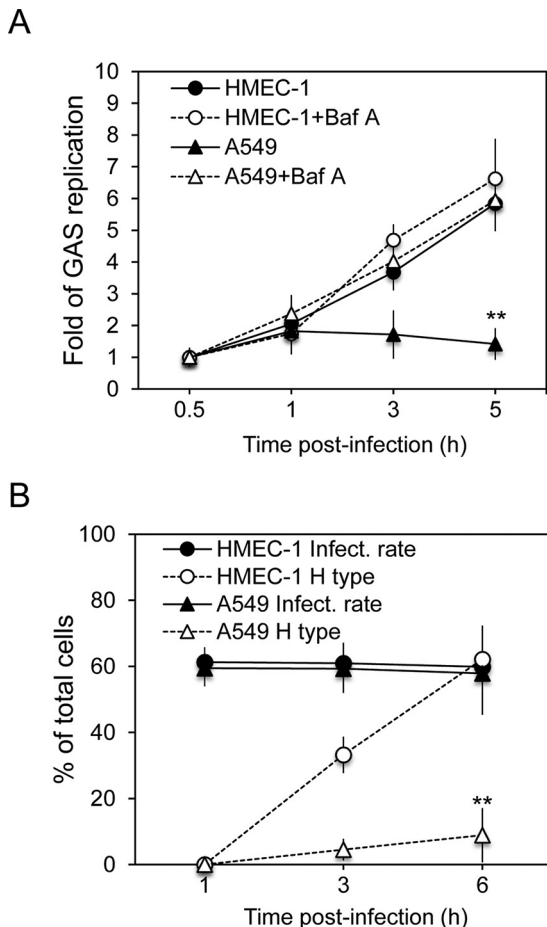 A
10
9
8
7
6
5
4
3
2
1
0
Fold of GAS replication
HMEC-1
HMEC-1+Baf A
A549
A549+Baf A
**
0.5
1
3
5
Time post-infection (h)
B
100
80
60
40
20
0
% of total cells
HMEC-1 Infect. rate
HMEC-1 H type
A549 Infect. rate
A549 H type
**
1
3
6
Time post-infection (h)